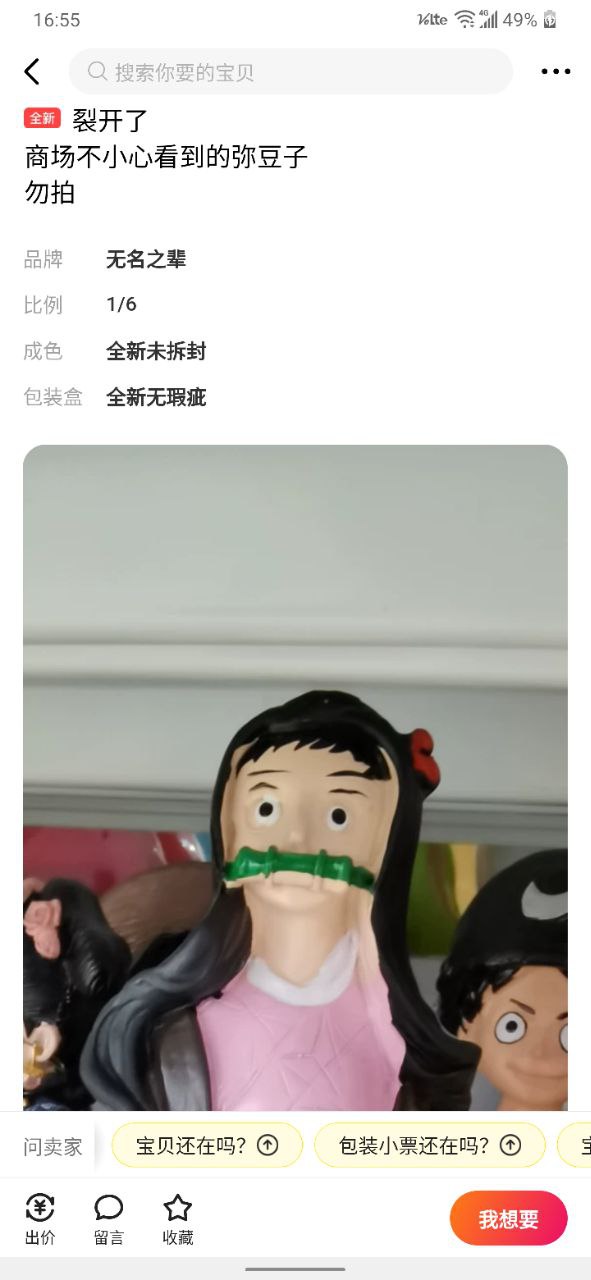 16:55
VoLTE 4G 49%
搜索你要的宝贝
全新 裂开了
商场不小心看到的弥豆子
勿拍
品牌 无名之辈
比例 1/6
成色 全新未拆封
包装盒 全新无瑕疵
问卖家 宝贝还在吗? 包装小票还在吗?
出价 留言 收藏 我想要